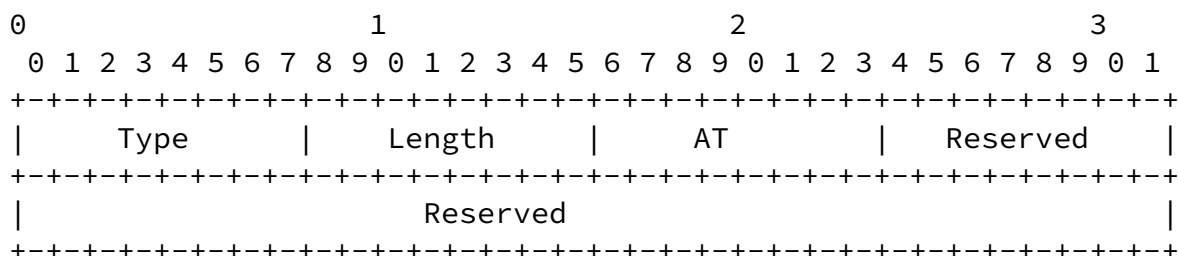 0                   1                   2                   3
 0 1 2 3 4 5 6 7 8 9 0 1 2 3 4 5 6 7 8 9 0 1 2 3 4 5 6 7 8 9 0 1
+-+-+-+-+-+-+-+-+-+-+-+-+-+-+-+-+-+-+-+-+-+-+-+-+-+-+-+-+-+-+-+-+
|     Type      |    Length     |     AT        |   Reserved    |
+-+-+-+-+-+-+-+-+-+-+-+-+-+-+-+-+-+-+-+-+-+-+-+-+-+-+-+-+-+-+-+-+
|                      Reserved                                 |
+-+-+-+-+-+-+-+-+-+-+-+-+-+-+-+-+-+-+-+-+-+-+-+-+-+-+-+-+-+-+-+-+